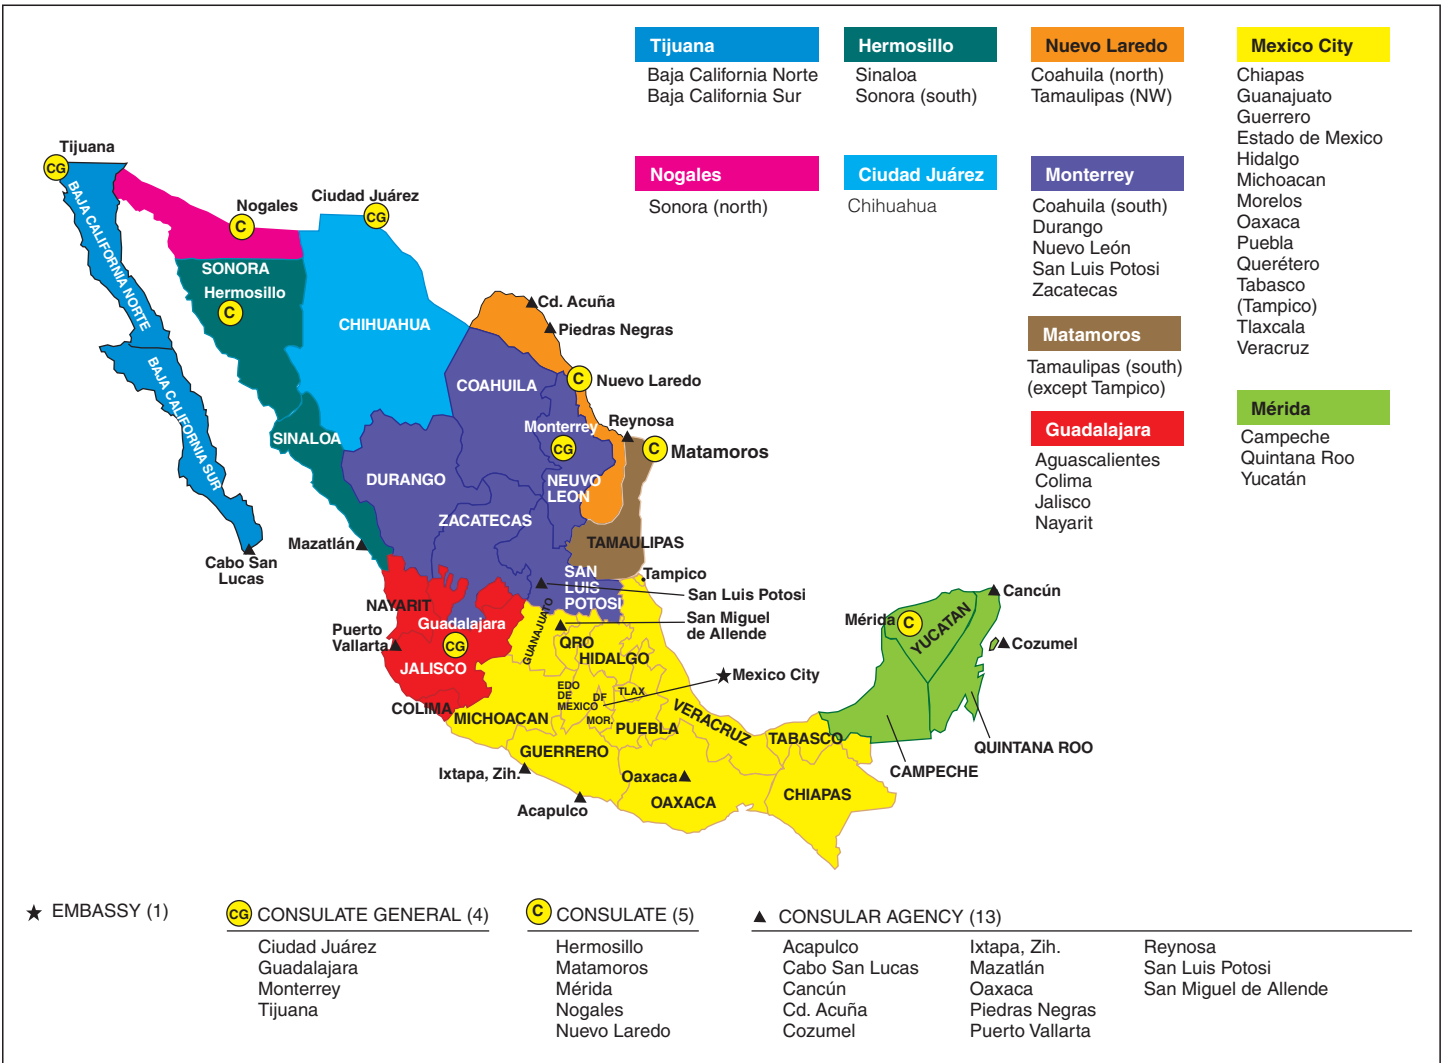 Tijuana
Baja California Norte
Baja California Sur
Hermosillo
Sinaloa
Sonora (south)
Nuevo Laredo
Coahuila (north)
Tamaulipas (NW)
Mexico City
Chiapas
Guanajuato
Guerrero
Estado de Mexico
Hidalgo
Michoacan
Morelos
Oaxaca
Puebla
Querétero
Tabasco
(Tampico)
Tlaxcala
Veracruz
Nogales
Sonora (north)
Ciudad Juárez
Chihuahua
Monterrey
Coahuila (south)
Durango
Nuevo León
San Luis Potosi
Zacatecas
Matamoros
Tamaulipas (south)
(except Tampico)
Guadalajara
Aguascalientes
Colima
Jalisco
Nayarit
Mérida
Campeche
Quintana Roo
Yucatán
Tijuana
CG
BAJA CALIFORNIA NORTE
BAJA CALIFORNIA SUR
Cabo San
Lucas
Nogales
C
SONORA
Hermosillo
C
Ciudad Juárez
CG
CHIHUAHUA
SINALOA
Mazatlán
Cd. Acuña
Piedras Negras
C
Nuevo Laredo
COAHUILA
Monterrey
CG
Reynosa
C
Matamoros
NEUVO
LEON
DURANGO
ZACATECAS
TAMAULIPAS
Tampico
SAN
LUIS
POTOSI
San Luis Potosi
San Miguel
de Allende
NAYARIT
Guadalajara
CG
Puerto
Vallarta
JALISCO
COLIMA
GUANAJUATO
QRO
HIDALGO
Mexico City
EDO
DE
MEXICO
DF
TLAX
MOR.
MICHOACAN
PUEBLA
VERACRUZ
GUERRERO
Ixtapa, Zih.
Acapulco
Oaxaca
OAXACA
TABASCO
CHIAPAS
Mérida
C
YUCATAN
Cancún
Cozumel
QUINTANA ROO
CAMPECHE
EMBASSY (1)
CG CONSULATE GENERAL (4)
Ciudad Juárez
Guadalajara
Monterrey
Tijuana
C CONSULATE (5)
Hermosillo
Matamoros
Mérida
Nogales
Nuevo Laredo
CONSULAR AGENCY (13)
Acapulco
Cabo San Lucas
Cancún
Cd. Acuña
Cozumel
Ixtapa, Zih.
Mazatlán
Oaxaca
Piedras Negras
Puerto Vallarta
Reynosa
San Luis Potosi
San Miguel de Allende